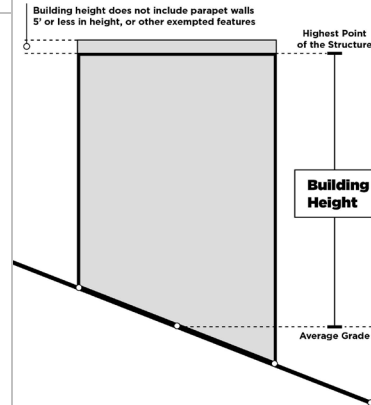 Building height does not include parapet walls
5' or less in height, or other exempted features
Highest Point
of the Structure
Building
Height
Average Grade